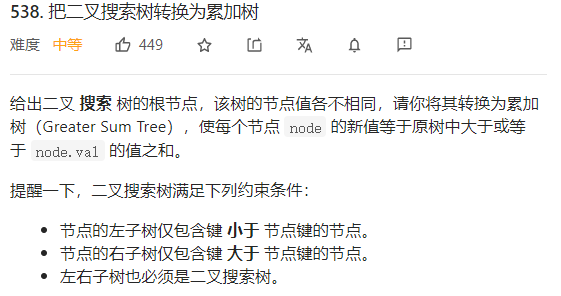 538. 把二叉搜索树转换为累加树
难度 中等 449
给出二叉 搜索 树的根节点，该树的节点值各不相同，请你将其转换为累加
树（Greater Sum Tree），使每个节点 node 的新值等于原树中大于或等
于 node.val 的值之和。
提醒一下，二叉搜索树满足下列约束条件：
节点的左子树仅包含键 小于 节点键的节点。
节点的右子树仅包含键 大于 节点键的节点。
左右子树也必须是二叉搜索树。